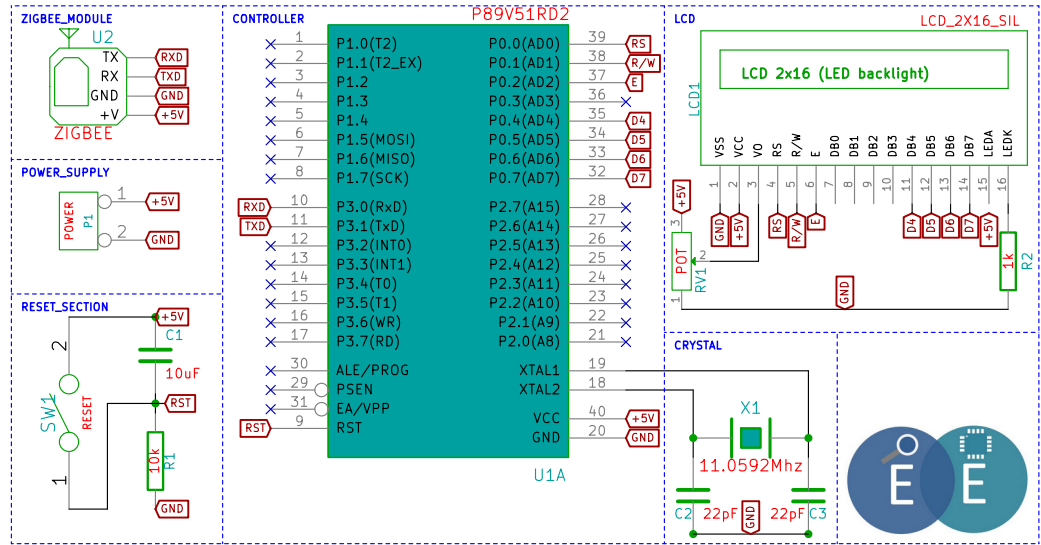 ZIGBEE_MODULE
U2
TX RXD
RX TXD
GND GND
+V +5V
ZIGBEE
POWER_SUPPLY
POWER
P1
1 +5V
2 GND
RESET_SECTION
+5V
C1
10uF
2
SW1
RESET
1
RST
10k
R1
GND
CONTROLLER
P89V51RD2
1 P1.0(T2)
2 P1.1(T2_EX)
3 P1.2
4 P1.3
5 P1.4
6 P1.5(MOSI)
7 P1.6(MISO)
8 P1.7(SCK)
RXD 10 P3.0(RxD)
TXD 11 P3.1(TxD)
12 P3.2(INT0)
13 P3.3(INT1)
14 P3.4(T0)
15 P3.5(T1)
16 P3.6(WR)
17 P3.7(RD)
30 ALE/PROG
29 PSEN
31 EA/VPP
RST 9 RST
P0.0(AD0) 39 RS
P0.1(AD1) 38 R/W
P0.2(AD2) 37 E
P0.3(AD3) 36
P0.4(AD4) 35 D4
P0.5(AD5) 34 D5
P0.6(AD6) 33 D6
P0.7(AD7) 32 D7
P2.7(A15) 28
P2.6(A14) 27
P2.5(A13) 26
P2.4(A12) 25
P2.3(A11) 24
P2.2(A10) 23
P2.1(A9) 22
P2.0(A8) 21
XTAL1 19
XTAL2 18
VCC 40 +5V
GND 20 GND
U1A
LCD
LCD_2X16_SIL
LCD1
LCD 2x16 (LED backlight)
VSS VCC VO RS R/W E DB0 DB1 DB2 DB3 DB4 DB5 DB6 DB7 LEDA LEDK
1 2 3 4 5 6 7 8 9 10 11 12 13 14 15 16
GND +5V RS R/W E D4 D5 D6 D7 +5V
+5V
3
POT
2
RV1
1
GND
1k
R2
CRYSTAL
X1
11.0592Mhz
C2 22pF
GND
22pF C3
E E